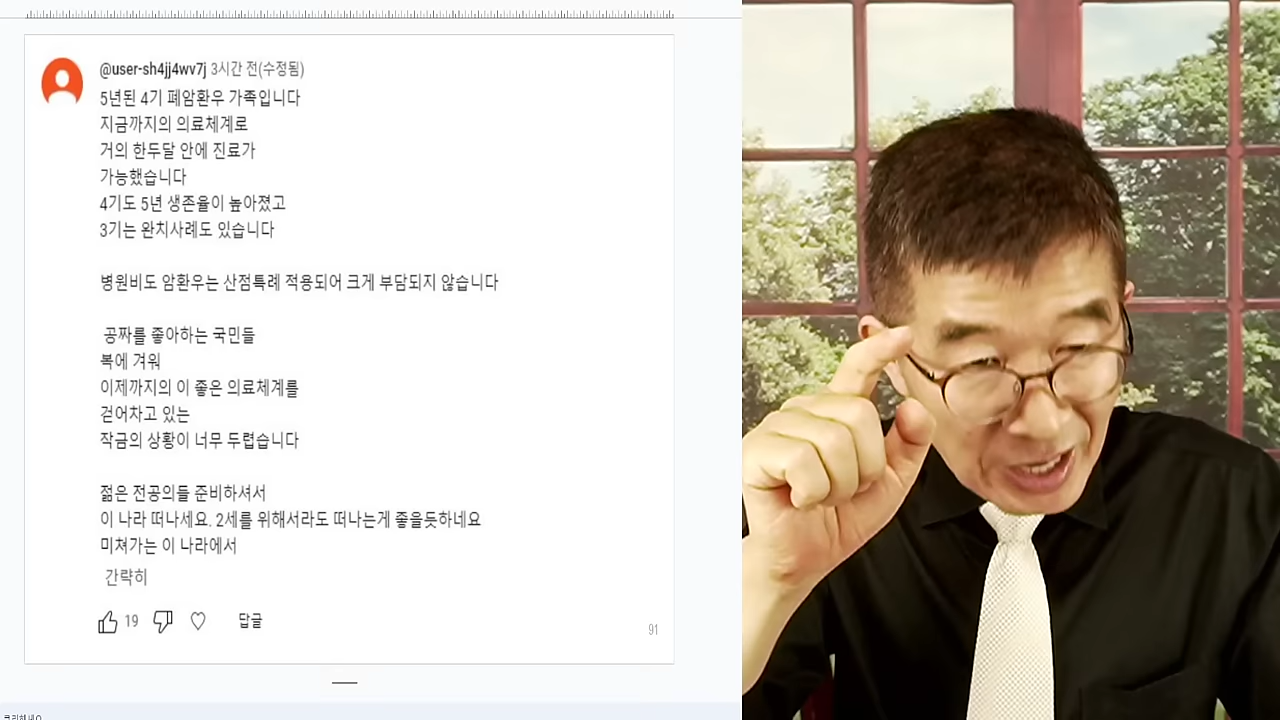 @user-sh4jj4wv7j 3시간 전(수정됨)
5년된 4기 폐암환우 가족입니다
지금까지의 의료체계로
거의 한두달 안에 진료가
가능했습니다
4기도 5년 생존율이 높아졌고
3기는 완치사례도 있습니다
병원비도 암환우는 산점특례 적용되어 크게 부담되지 않습니다
공짜를 좋아하는 국민들
복에 겨워
이제까지의 이 좋은 의료체계를
걷어차고 있는
작금의 상황이 너무 두렵습니다
젊은 전공의들 준비하셔서
이 나라 떠나세요. 2세를 위해서라도 떠나는게 좋을듯하네요
미쳐가는 이 나라에서
간략히
19 답글
91